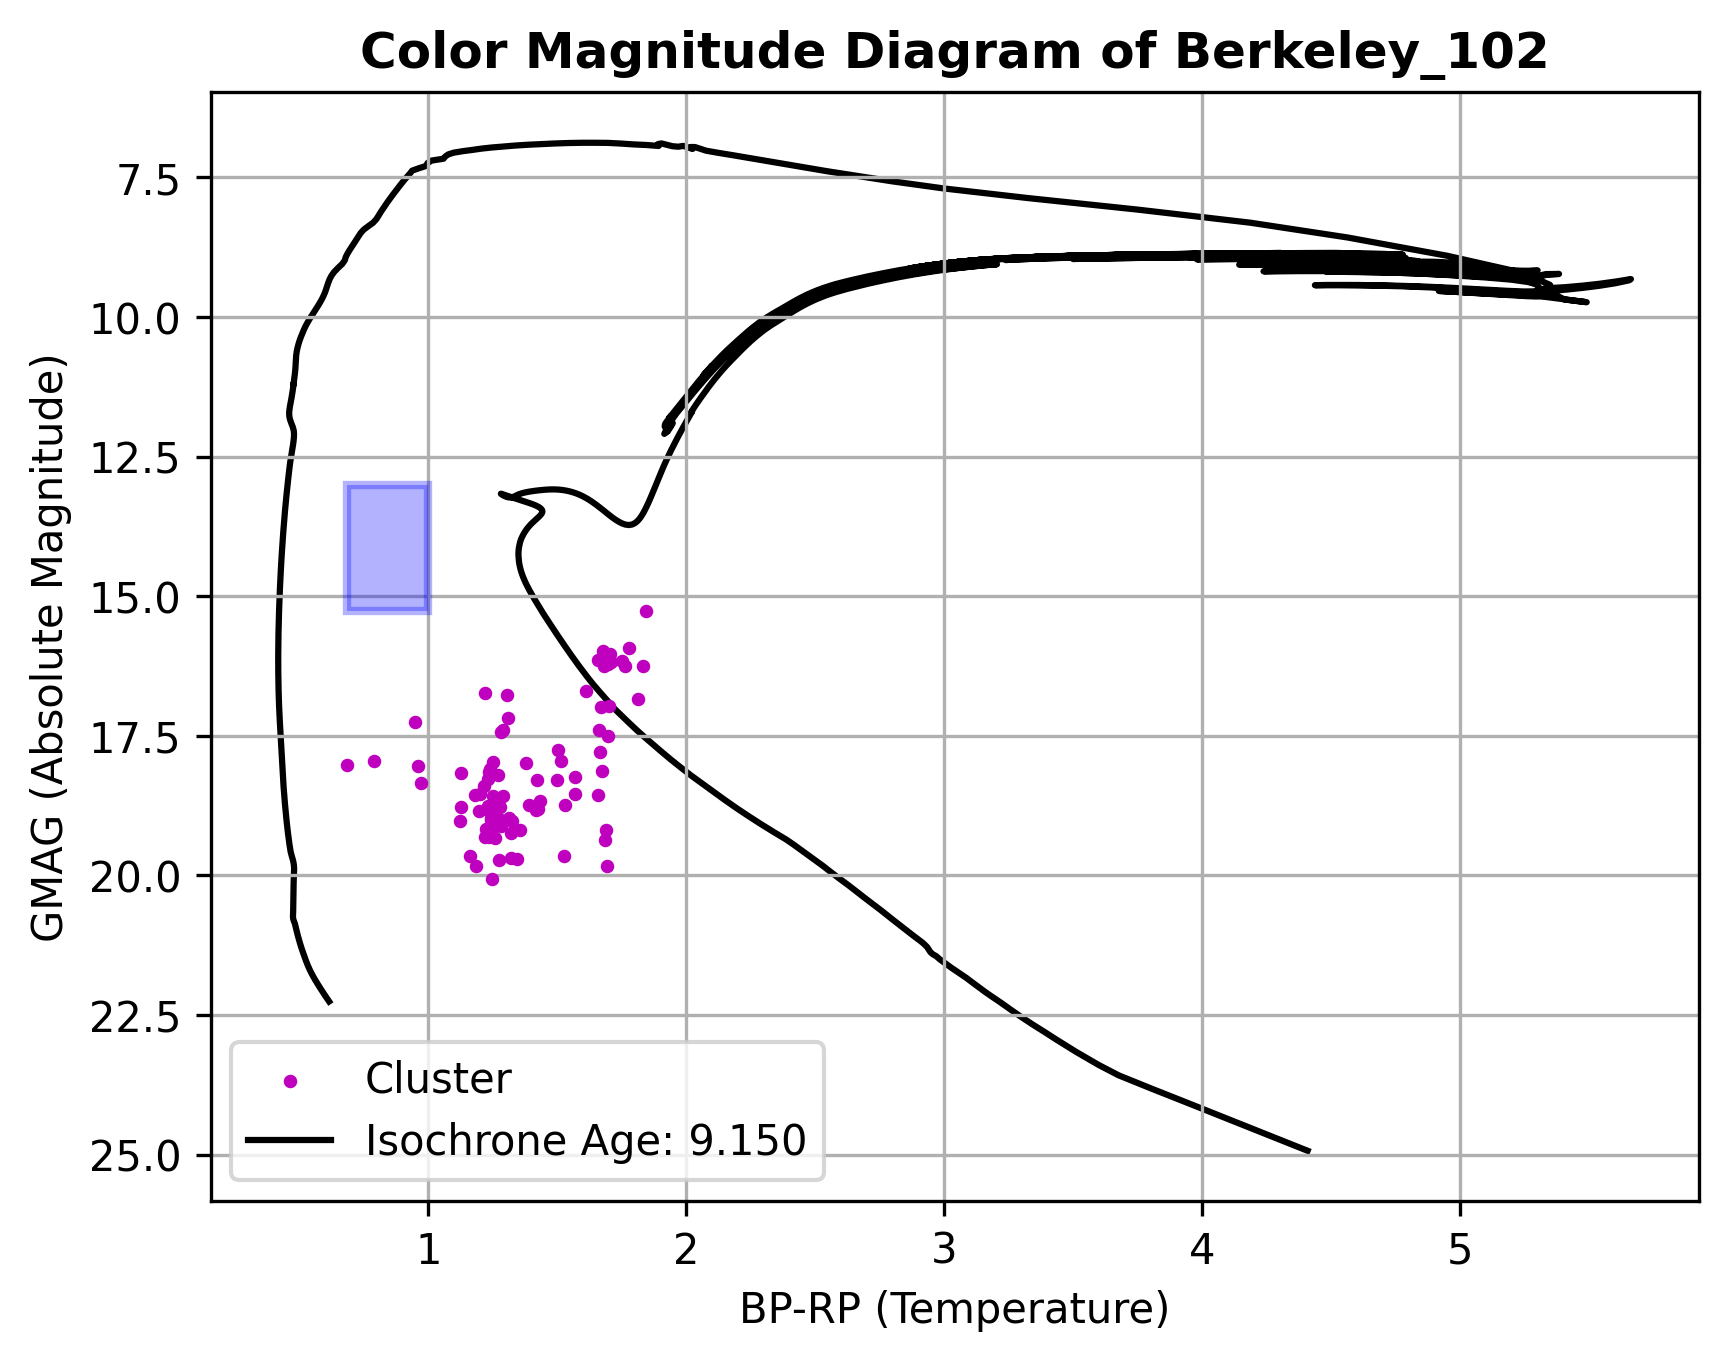 Color Magnitude Diagram of Berkeley_102
GMAG (Absolute Magnitude)
7.5
10.0
12.5
15.0
17.5
20.0
22.5
25.0
Cluster
Isochrone Age: 9.150
1 2 3 4 5
BP-RP (Temperature)